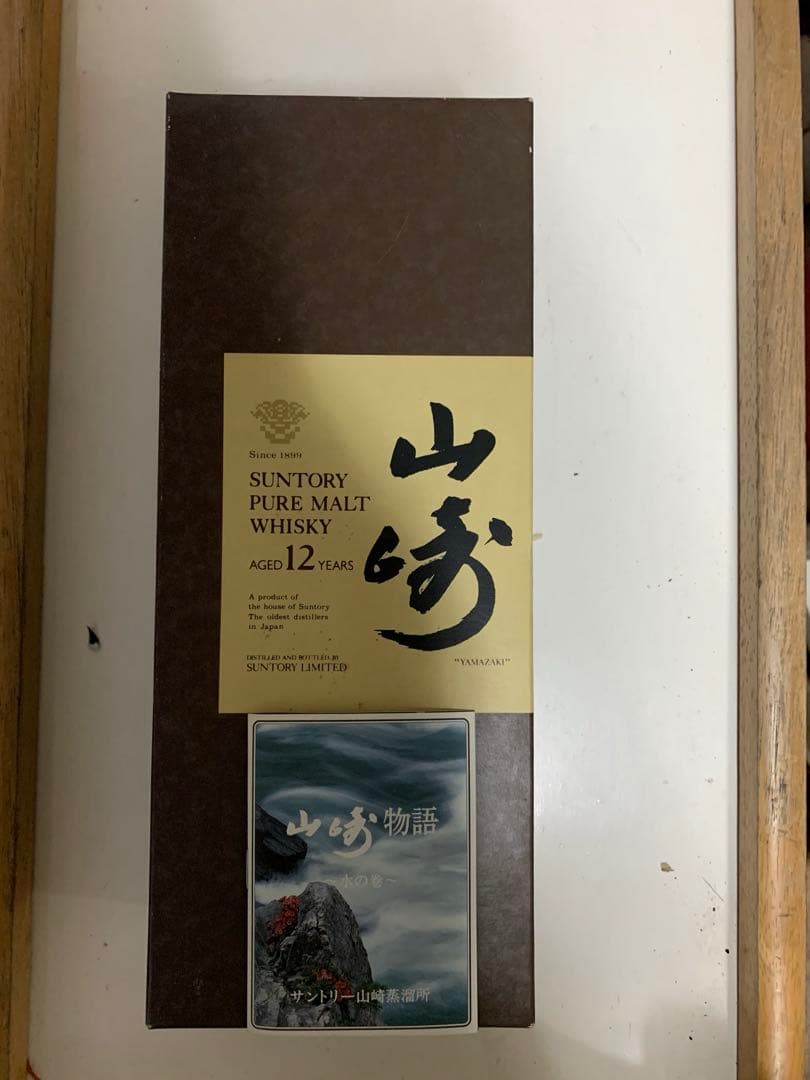 Since 1899
SUNTORY
PURE MALT
WHISKY
AGED 12 YEARS
A product of
the house of Suntory
The oldest distillers
in Japan
DISTILLED AND BOTTLED BY
SUNTORY LIMITED
山崎
"YAMAZAKI"
山崎物語
~水の巻~
サントリー山崎蒸溜所